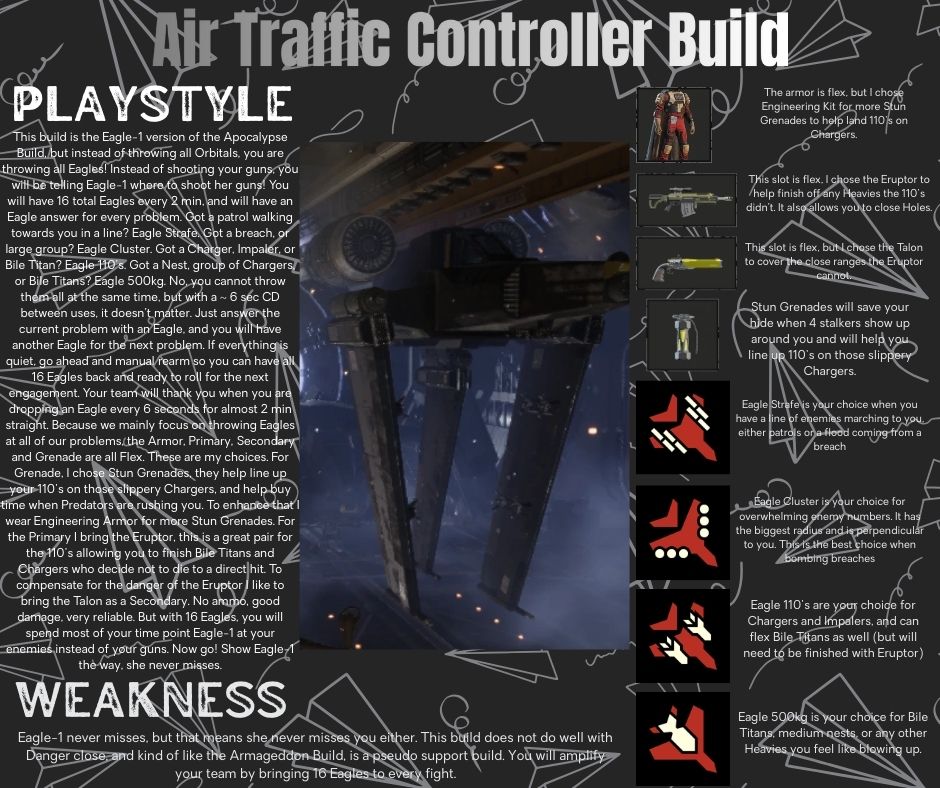 Air Traffic Controller Build
PLAYSTYLE
This build is the Eagle-1 version of the Apocalypse
Build, but instead of throwing all Orbitals, you are
throwing all Eagles! Instead of shooting your guns, you
will be telling Eagle-1 where to shoot her guns! You
will have 16 total Eagles every 2 min, and will have an
Eagle answer for every problem. Got a patrol walking
towards you in a line? Eagle Strafe. Got a breach, or
large group? Eagle Cluster. Got a Charger, Impaler, or
Bile Titan? Eagle 110's. Got a Nest, group of Chargers,
or Bile Titans? Eagle 500kg. No, you cannot throw
them all at the same time, but with a ~ 6 sec CD
between uses, it doesn't matter. Just answer the
current problem with an Eagle, and you will have
another Eagle for the next problem. If everything is
quiet, go ahead and manual rearm so you can have all
16 Eagles back and ready to roll for the next
engagement. Your team will thank you when you are
dropping an Eagle every 6 seconds for almost 2 min
straight. Because we mainly focus on throwing Eagles
at all of our problems, the Armor, Primary, Secondary
and Grenade are all Flex. These are my choices. For
Grenade, I chose Stun Grenades, they help line up
your 110's on those slippery Chargers, and help buy
time when Predators are rushing you. To enhance that I
wear Engineering Armor for more Stun Grenades. For
the Primary I bring the Eruptor, this is a great pair for
the 110's allowing you to finish Bile Titans and
Chargers who decide not to die to a direct hit. To
compensate for the danger of the Eruptor I like to
bring the Talon as a Secondary. No ammo, good
damage, very reliable. But with 16 Eagles, you will
spend most of your time point Eagle-1 at your
enemies instead of your guns. Now go! Show Eagle-1
the way, she never misses.
WEAKNESS
Eagle-1 never misses, but that means she never misses you either. This build does not do well with
Danger close, and kind of like the Armageddon Build, is a pseudo support build. You will amplify
your team by bringing 16 Eagles to every fight.
The armor is flex, but I chose
Engineering Kit for more Stun
Grenades to help land 110's on
Chargers.
This slot is flex, I chose the Eruptor to
help finish off any Heavies the 110's
didn't. It also allows you to close Holes.
This slot is flex, but I chose the Talon
to cover the close ranges the Eruptor
cannot.
Stun Grenades will save your
hide when 4 stalkers show up
around you and will help you
line up 110's on those slippery
Chargers.
Eagle Strafe is your choice when you
have a line of enemies marching to you,
either patrols or a flood coming from a
breach
Eagle Cluster is your choice for
overwhelming enemy numbers. It has
the biggest radius and is perpendicular
to you. This is the best choice when
bombing breaches
Eagle 110's are your choice for
Chargers and Impalers, and can
flex Bile Titans as well (but will
need to be finished with Eruptor)
Eagle 500kg is your choice for Bile
Titans, medium nests, or any other
Heavies you feel like blowing up.